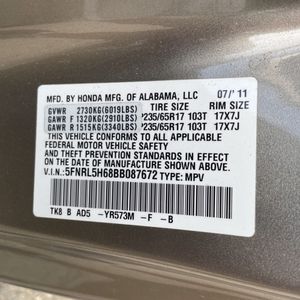 MFD. BY HONDA MFG. OF ALABAMA, LLC 07/'11
GVWR 2730KG(6019LBS) TIRE SIZE RIM SIZE
GAWR F 1320KG(2910LBS) P235/65R17 103T 17X7J
GAWR R 1515KG(3340LBS) P235/65R17 103T 17X7J
THIS VEHICLE CONFORMS TO ALL APPLICABLE
FEDERAL MOTOR VEHICLE SAFETY
AND THEFT PREVENTION STANDARDS IN EFFECT
ON THE DATE OF MANUFACTURE SHOWN ABOVE.
V.I.N.:5FNRL5H68BB087672 TYPE:MPV
TK8 B AD5 -YR573M -F -B